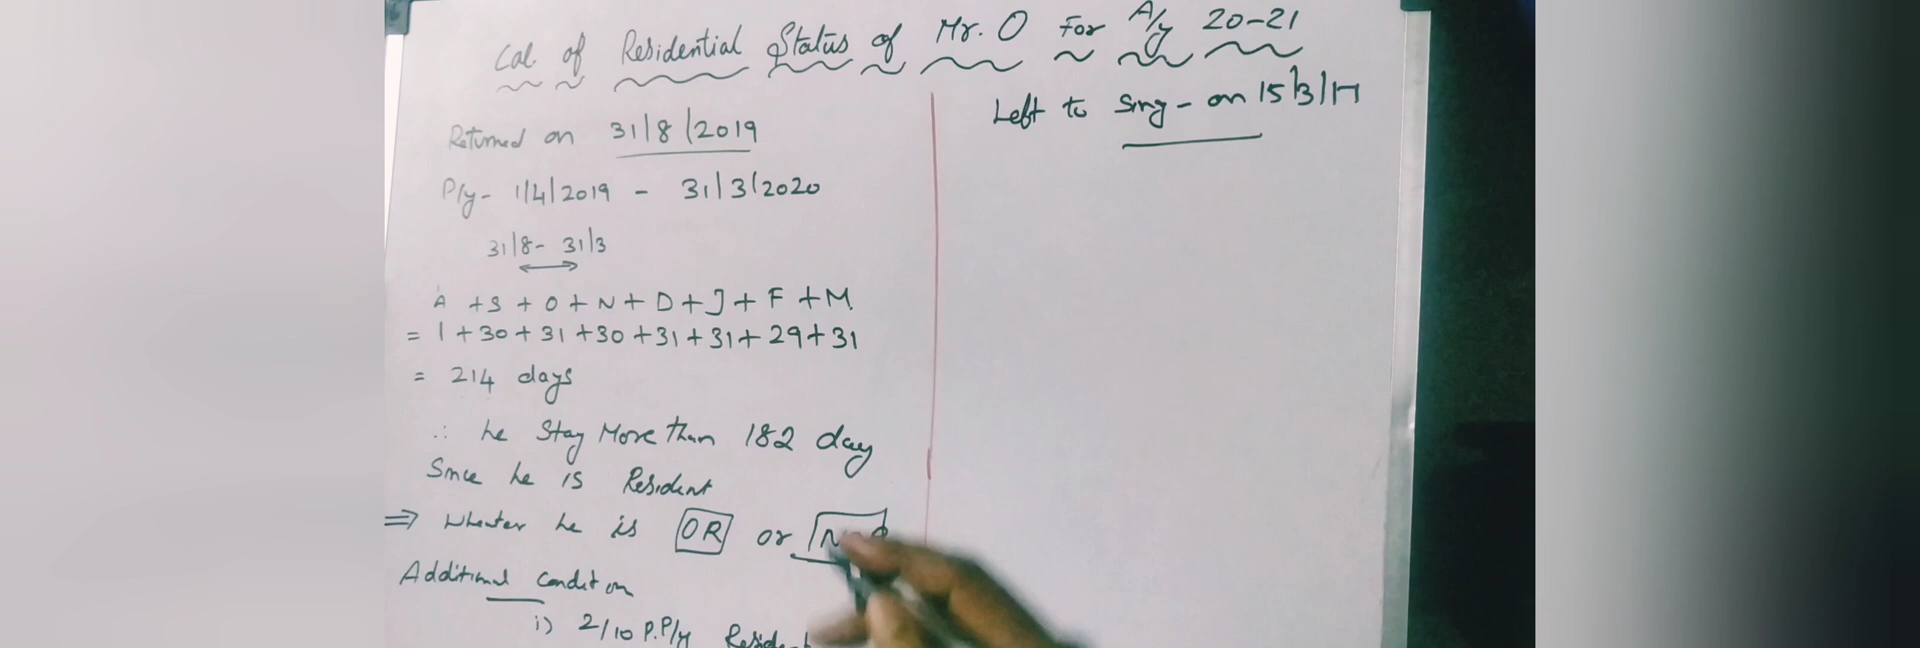 Cal of Residential Status of Mr. O For A/y 20-21
Returned on 31/8/2019
P/y- 1/4/2019 - 31/3/2020
31/8- 31/3
A + S + O + N + D + J + F + M
= 1 + 30 + 31 + 30 + 31 + 31 + 29 + 31
= 214 days
∴ he Stay More Than 182 day
Since he is Resident
⇒ Wheater he is OR or
Additional Condition
i) 2/10 P.P/y Resident
Left to Sing - on 15/3/17